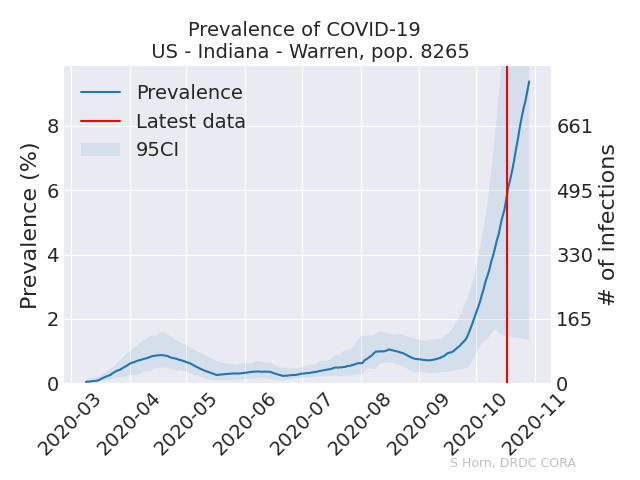 Prevalence of COVID-19
US - Indiana - Warren, pop. 8265
Prevalence
Latest data
95CI
Prevalence (%)
8
6
4
2
0
661
495
330
165
0
# of infections
2020-03
2020-04
2020-05
2020-06
2020-07
2020-08
2020-09
2020-10
2020-11
S Horn, DRDC CORA